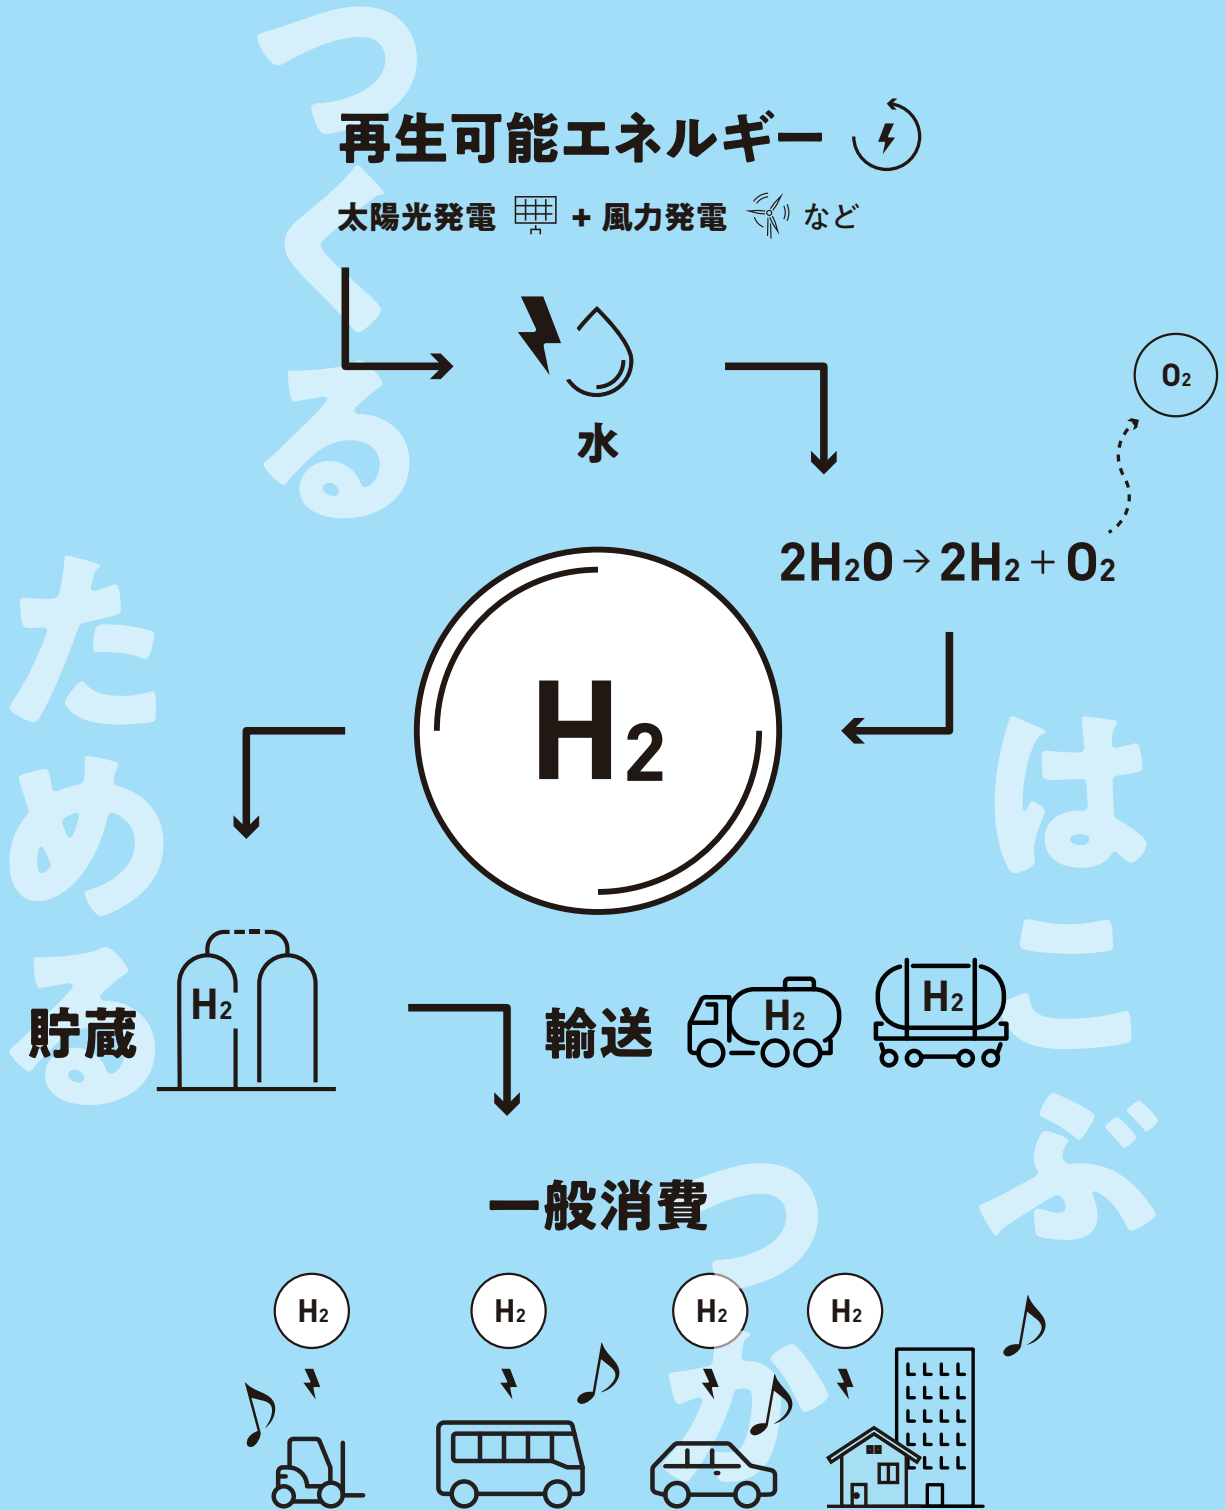 つくる
再生可能エネルギー
太陽光発電 + 風力発電 など
水
O2
2H2O → 2H2 + O2
H2
ためる
はこぶ
貯蔵
H2
輸送
H2
H2
一般消費
つか
H2
H2
H2
H2